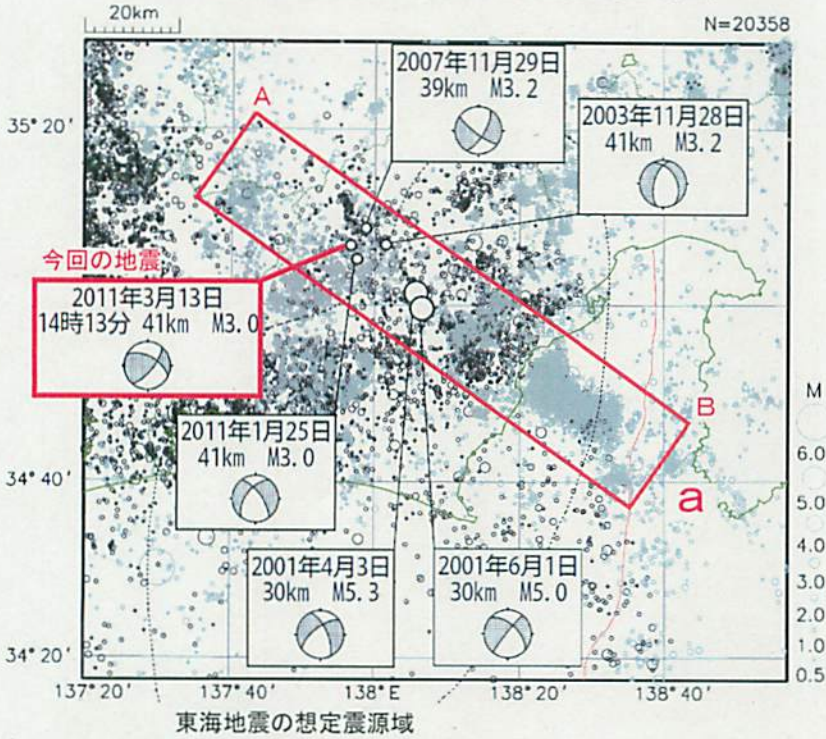 20km
N=20358
2007年11月29日
39km M3.2
2003年11月28日
41km M3.2
A
35°20′
今回の地震
2011年3月13日
14時13分 41km M3.0
B
M
2011年1月25日
41km M3.0
a
6.0
34°40′
5.0
4.0
2001年4月3日
30km M5.3
2001年6月1日
30km M5.0
3.0
2.0
1.0
34°20′
0.5
137°20′
137°40′
138°E
138°20′
138°40′
東海地震の想定震源域